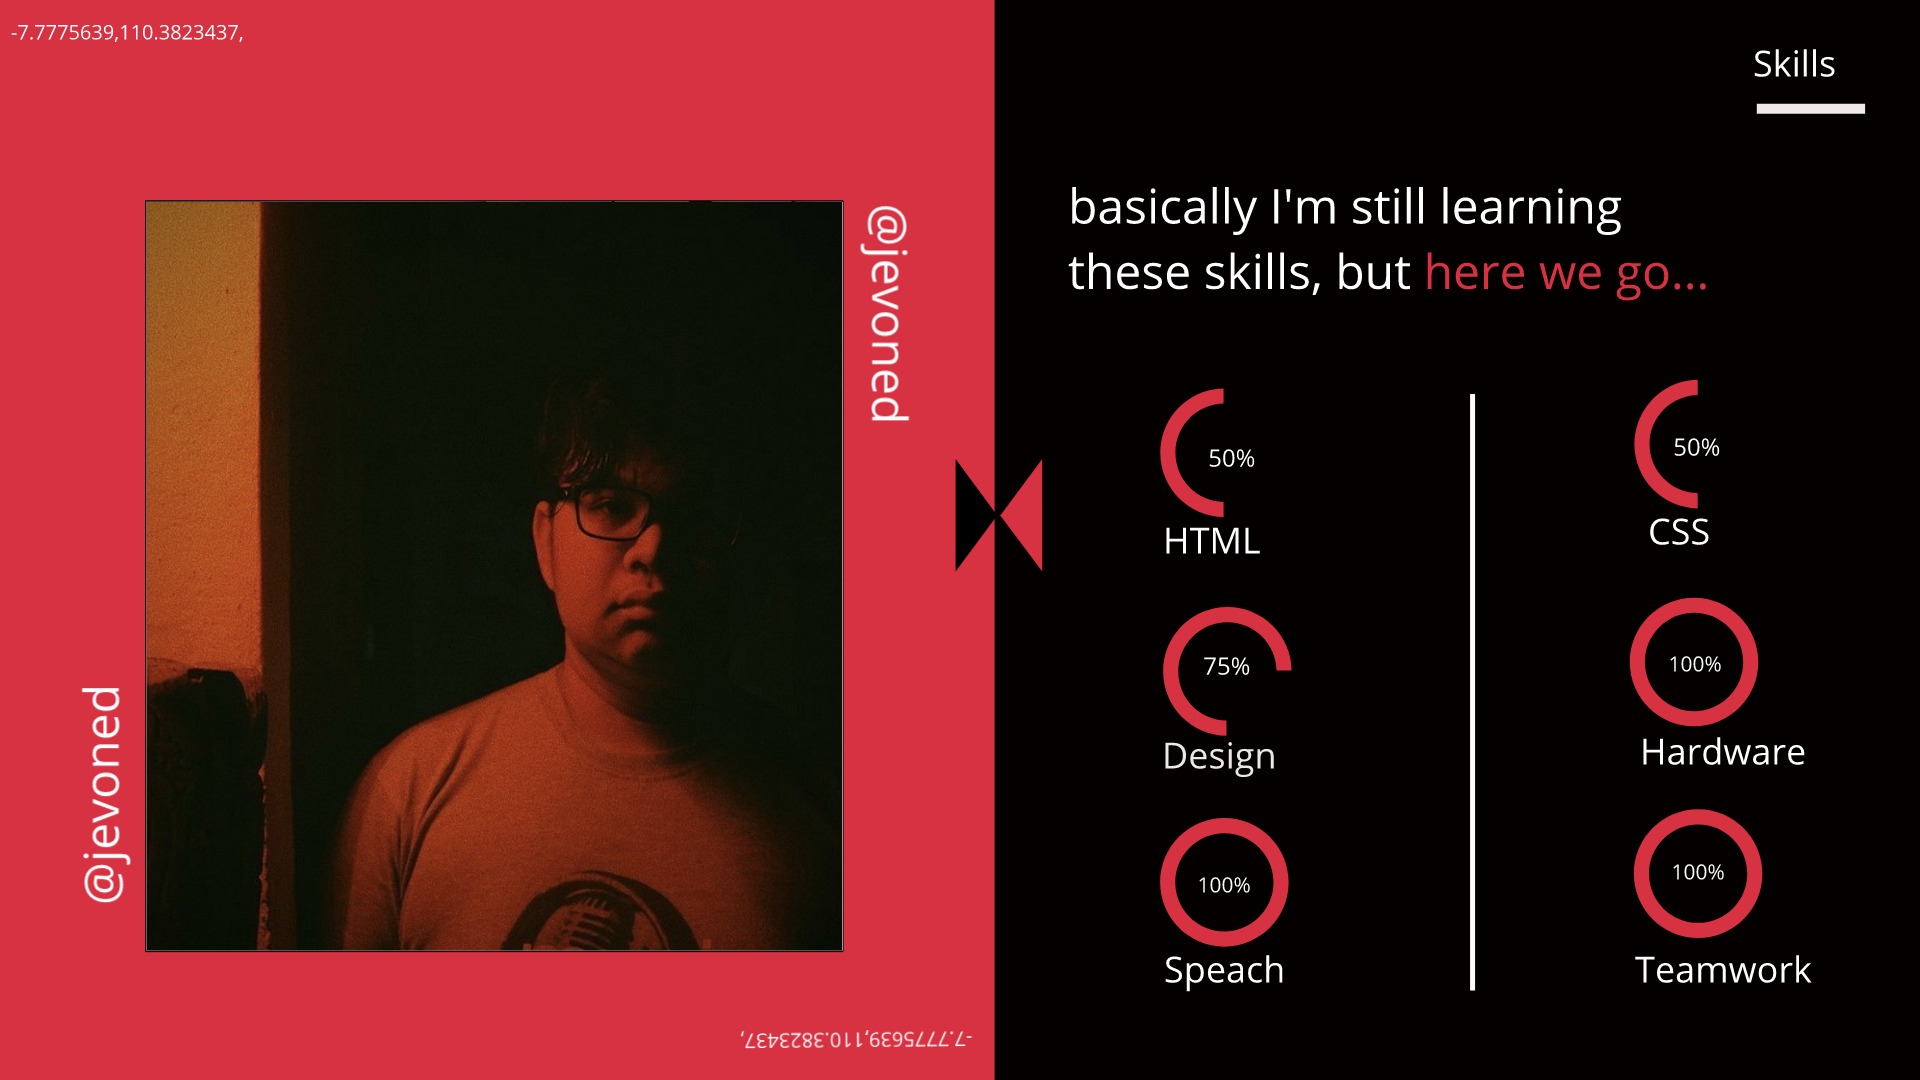 -7.7775639,110.3823437,
@jevoned
@jevoned
-7.7775639,110.3823437,
Skills
basically I'm still learning
these skills, but here we go...
50%
HTML
50%
CSS
75%
Design
100%
Hardware
100%
Speach
100%
Teamwork